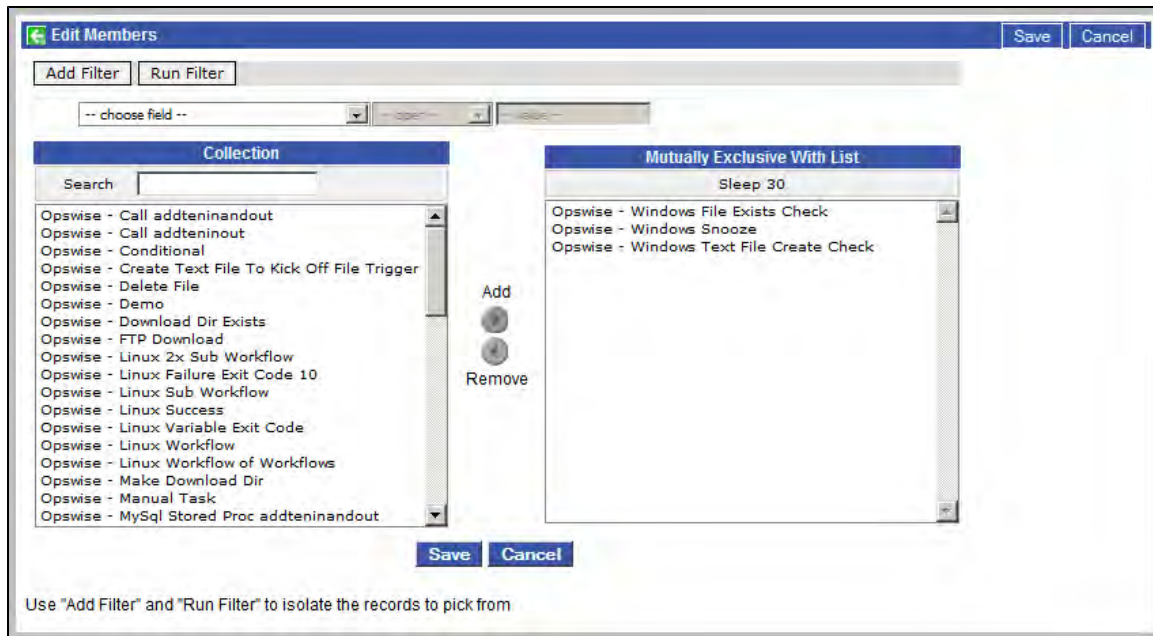 Edit Members
Save Cancel
Add Filter Run Filter
-- choose field -- -- oper -- -- value --
Collection
Search
Opswise - Call addteninandout
Opswise - Call addteninout
Opswise - Conditional
Opswise - Create Text File To Kick Off File Trigger
Opswise - Delete File
Opswise - Demo
Opswise - Download Dir Exists
Opswise - FTP Download
Opswise - Linux 2x Sub Workflow
Opswise - Linux Failure Exit Code 10
Opswise - Linux Sub Workflow
Opswise - Linux Success
Opswise - Linux Variable Exit Code
Opswise - Linux Workflow
Opswise - Linux Workflow of Workflows
Opswise - Make Download Dir
Opswise - Manual Task
Opswise - MySql Stored Proc addteninandout
Add
Remove
Mutually Exclusive With List
Sleep 30
Opswise - Windows File Exists Check
Opswise - Windows Snooze
Opswise - Windows Text File Create Check
Save Cancel
Use "Add Filter" and "Run Filter" to isolate the records to pick from